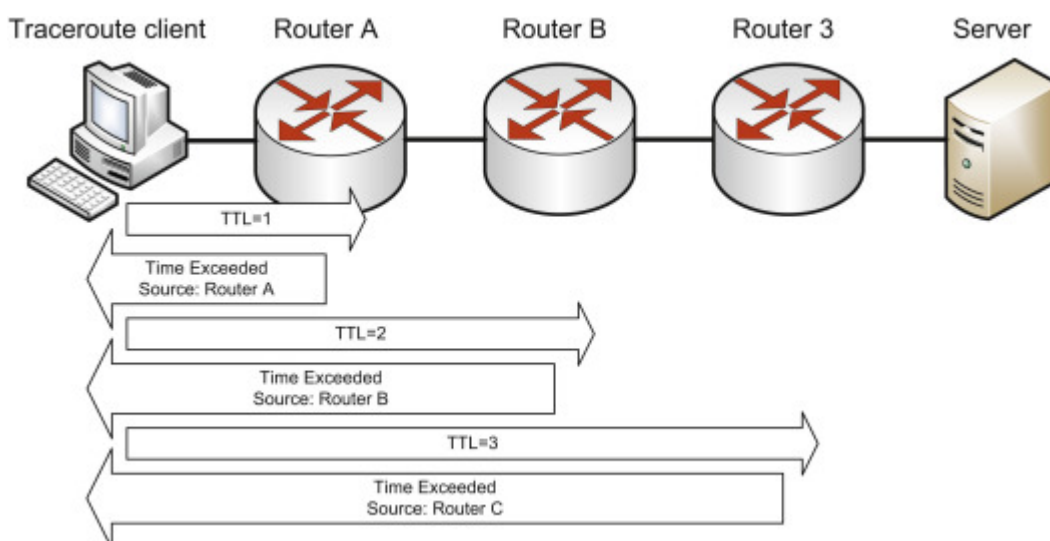 Traceroute client
Router A
Router B
Router 3
Server
TTL=1
Time Exceeded
Source: Router A
TTL=2
Time Exceeded
Source: Router B
TTL=3
Time Exceeded
Source: Router C